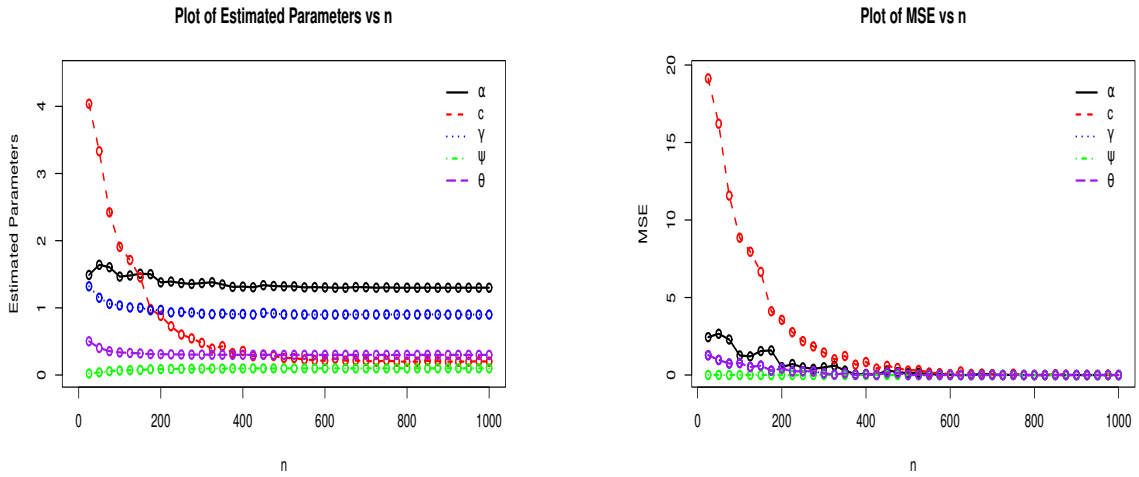 Plot of Estimated Parameters vs n
Estimated Parameters
4
3
2
1
0
0 200 400 600 800 1000
n
α
c
γ
ψ
θ
Plot of MSE vs n
MSE
20
15
10
5
0
0 200 400 600 800 1000
n
α
c
γ
ψ
θ